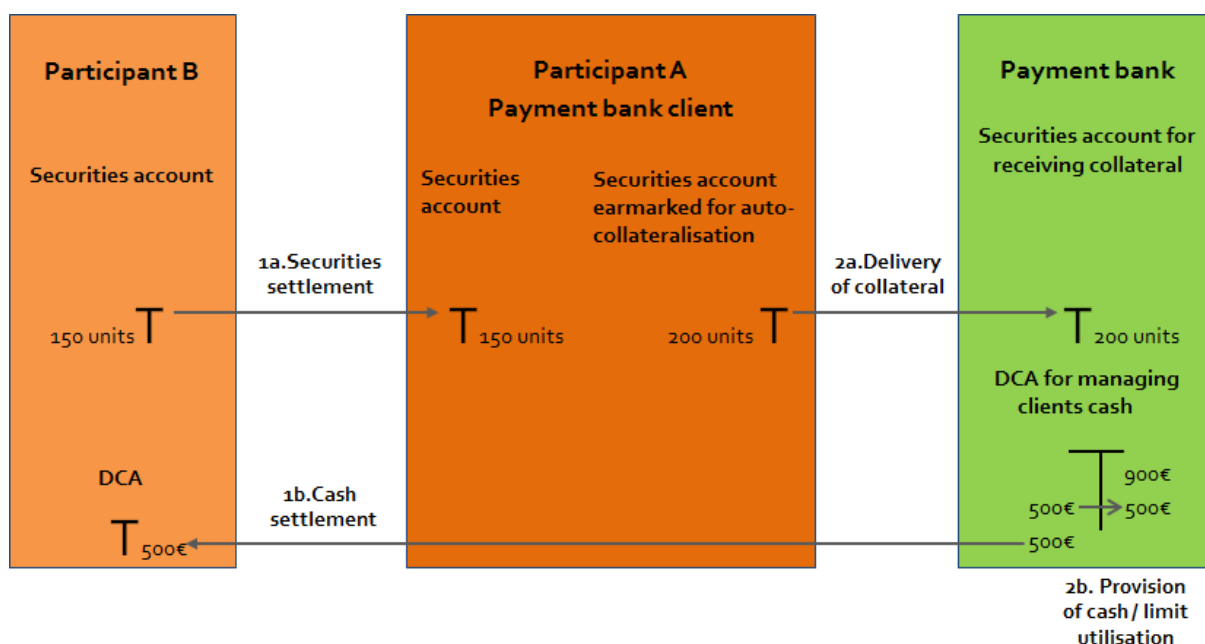 Participant B
Participant A
Payment bank client
Payment bank
Securities account
Securities
account
Securities account
earmarked for auto-
collateralisation
Securities account for
receiving collateral
1a.Securities
settlement
2a.Delivery
of collateral
150 units
150 units
200 units
200 units
DCA for managing
clients cash
DCA
1b.Cash
settlement
900€
500€
500€
500€
500€
2b. Provision
of cash/ limit
utilisation